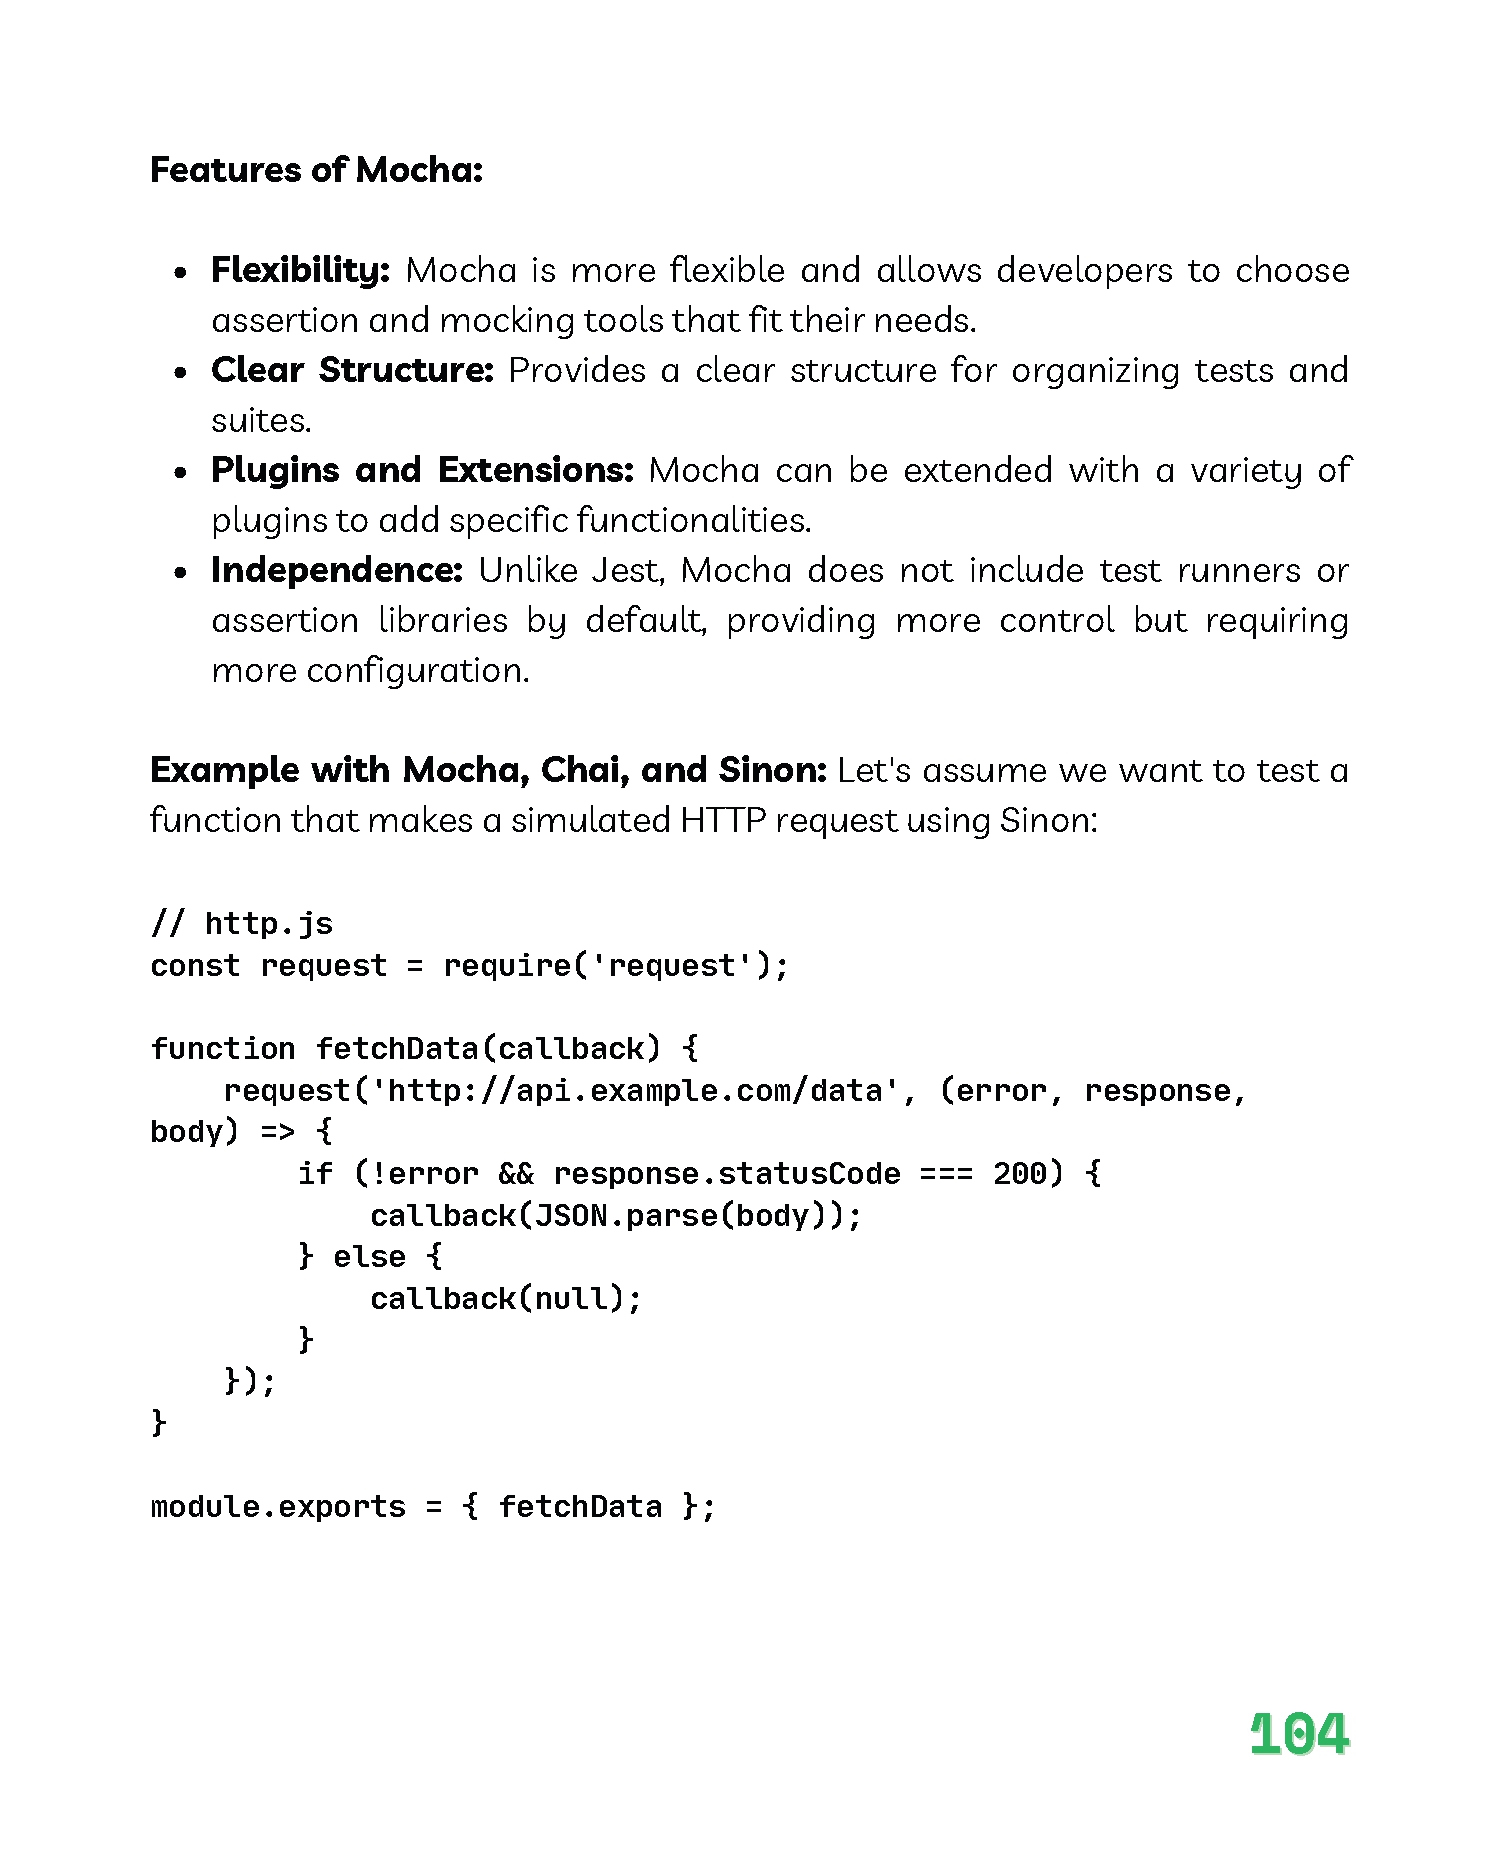 Features of Mocha:
• Flexibility: Mocha is more flexible and allows developers to choose
assertion and mocking tools that fit their needs.
• Clear Structure: Provides a clear structure for organizing tests and
suites.
• Plugins and Extensions: Mocha can be extended with a variety of
plugins to add specific functionalities.
• Independence: Unlike Jest, Mocha does not include test runners or
assertion libraries by default, providing more control but requiring
more configuration.
Example with Mocha, Chai, and Sinon: Let's assume we want to test a
function that makes a simulated HTTP request using Sinon:
// http.js
const request = require('request');
function fetchData(callback) {
    request('http://api.example.com/data', (error, response,
body) => {
        if (!error && response.statusCode === 200) {
            callback(JSON.parse(body));
        } else {
            callback(null);
        }
    });
}
module.exports = { fetchData };
104